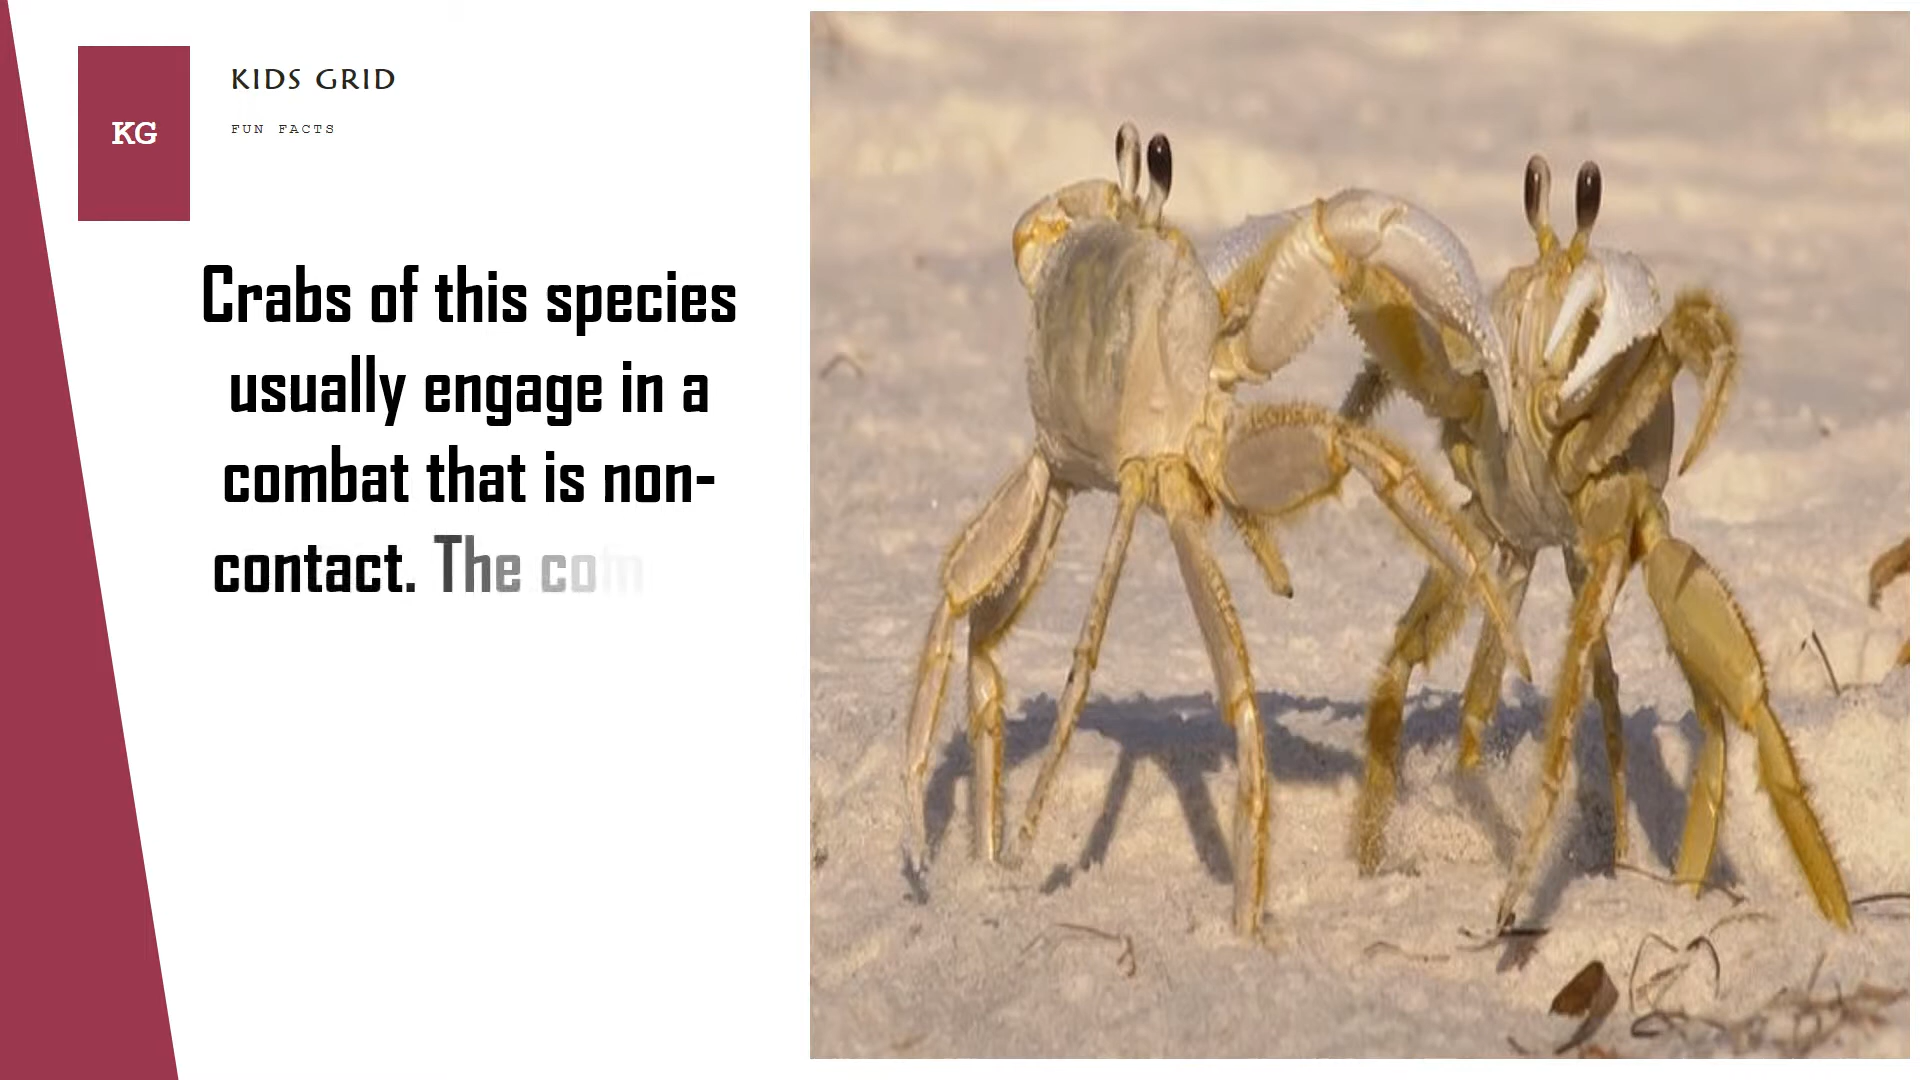 KG
KIDS GRID
FUN FACTS
Crabs of this species
usually engage in a
combat that is non-
contact. The